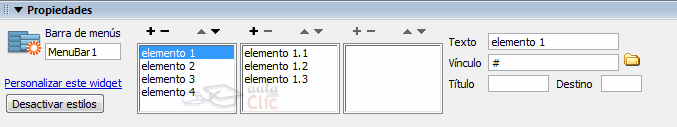 Propiedades
Barra de menús
MenuBar1
Personalizar este widget
Desactivar estilos
elemento 1
elemento 2
elemento 3
elemento 4
elemento 1.1
elemento 1.2
elemento 1.3
aula
Clic
Texto elemento 1
Vínculo #
Título
Destino